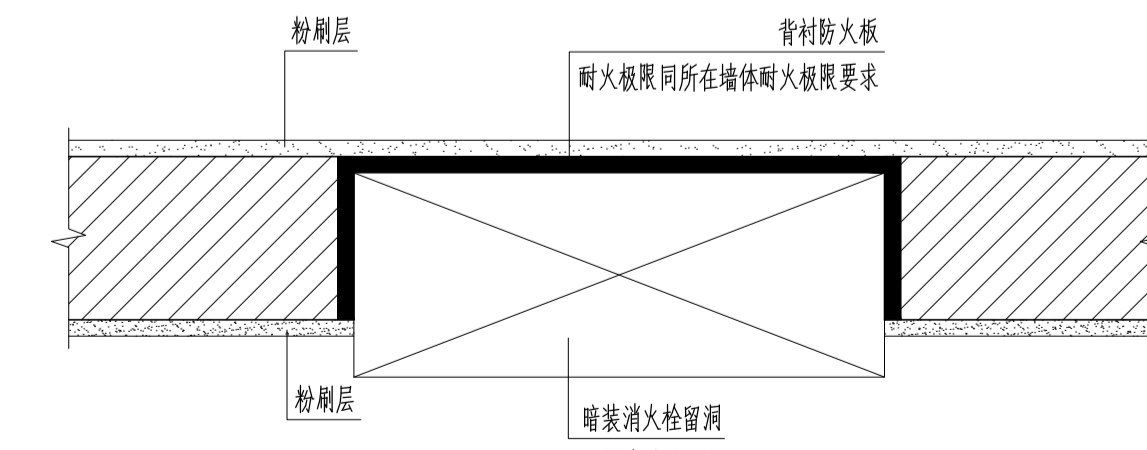 粉刷层
背衬防火板
耐火极限同所在墙体耐火极限要求
粉刷层
暗装消火栓留洞